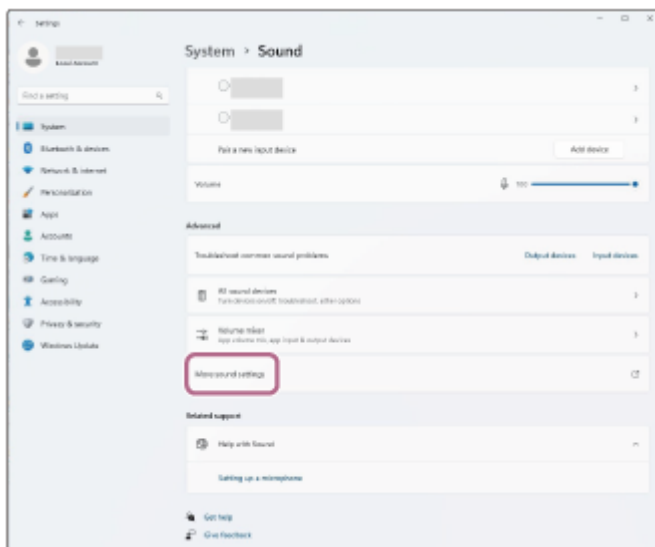 Settings
Local Account
Find a setting
System
Bluetooth & devices
Network & internet
Personalization
Apps
Accounts
Time & language
Gaming
Accessibility
Privacy & security
Windows Update
System > Sound
Pair a new input device
Add device
Volume
100
Advanced
Troubleshoot common sound problems
Output devices
Input devices
All sound devices
Turn devices on/off, troubleshoot, other options
Volume mixer
App volume mix, app input & output devices
More sound settings
Related support
Help with Sound
Setting up a microphone
Get help
Give feedback